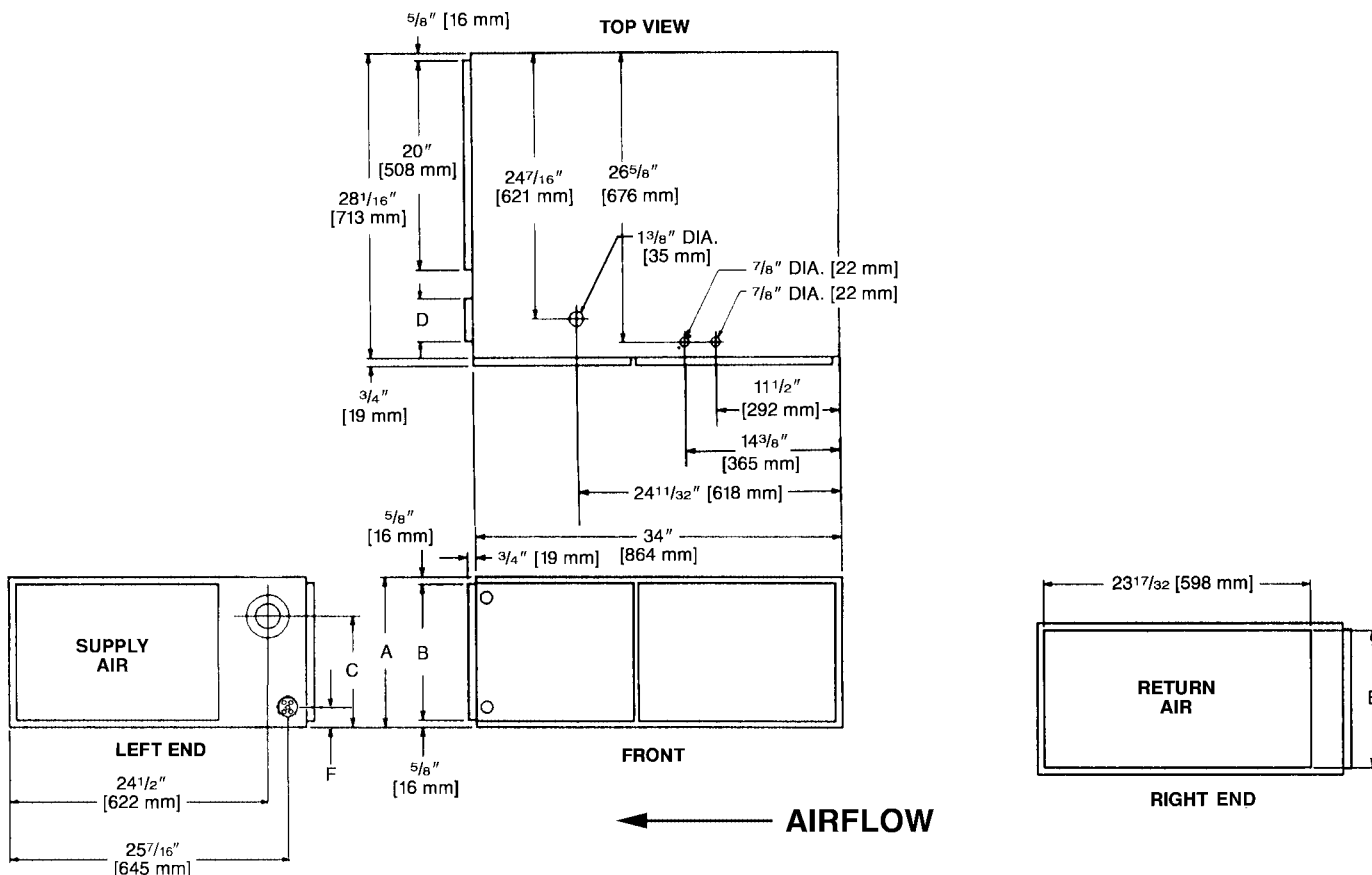 5/8" [16 mm]
TOP VIEW
20"
[508 mm]
28 1/16"
[713 mm]
24 7/16"
[621 mm]
26 5/8"
[676 mm]
1 3/8" DIA.
[35 mm]
7/8" DIA. [22 mm]
7/8" DIA. [22 mm]
D
3/4"
[19 mm]
11 1/2"
[292 mm]
14 3/8"
[365 mm]
24 11/32" [618 mm]
5/8"
[16 mm]
34"
[864 mm]
3/4" [19 mm]
SUPPLY
AIR
C
A
B
F
LEFT END
24 1/2"
[622 mm]
25 7/16"
[645 mm]
FRONT
5/8"
[16 mm]
AIRFLOW
23 17/32 [598 mm]
RETURN
AIR
RIGHT END